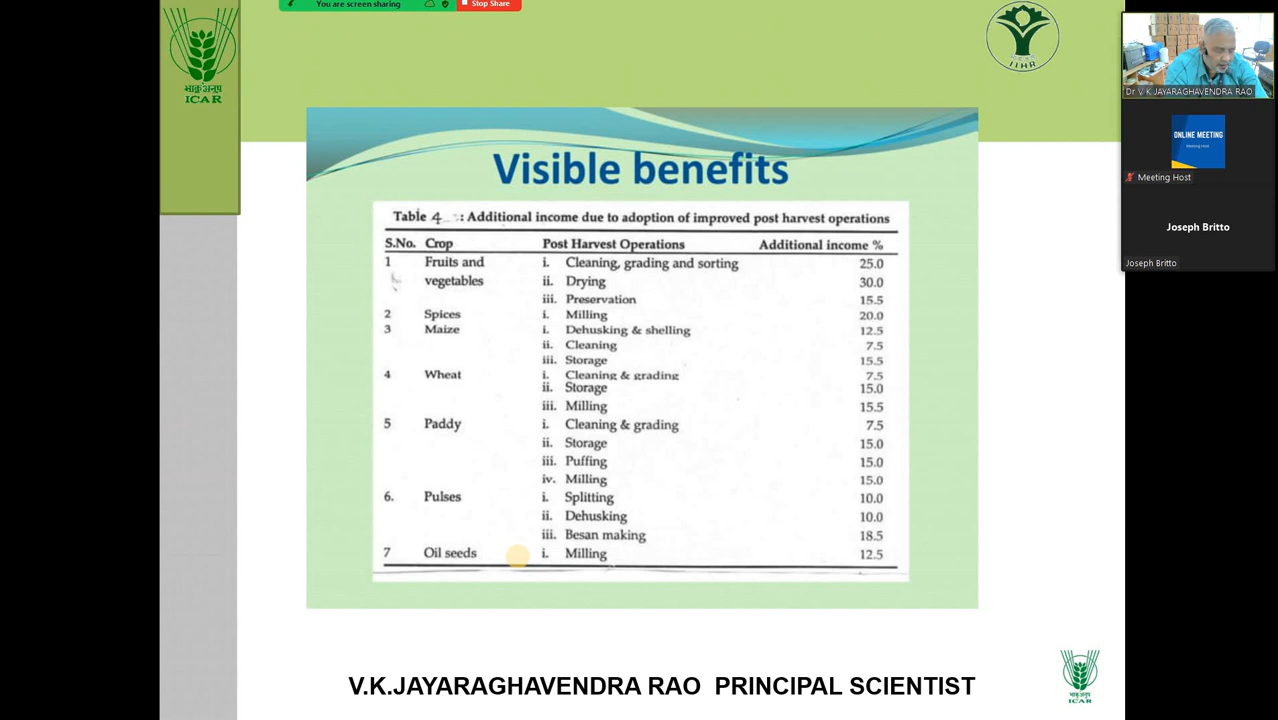 You are screen sharing
Stop Share
भाकृअनुप
ICAR
IIHR
Visible benefits
Table 4 : Additional income due to adoption of improved post harvest operations
S.No. Crop Post Harvest Operations Additional income %
1 Fruits and i. Cleaning, grading and sorting 25.0
vegetables ii. Drying 30.0
iii. Preservation 15.5
2 Spices i. Milling 20.0
3 Maize i. Dehusking & shelling 12.5
ii. Cleaning 7.5
iii. Storage 15.5
4 Wheat i. Cleaning & grading 7.5
ii. Storage 15.0
iii. Milling 15.5
5 Paddy i. Cleaning & grading 7.5
ii. Storage 15.0
iii. Puffing 15.0
iv. Milling 15.0
6. Pulses i. Splitting 10.0
ii. Dehusking 10.0
iii. Besan making 18.5
7 Oil seeds i. Milling 12.5
V.K.JAYARAGHAVENDRA RAO PRINCIPAL SCIENTIST
भाकृअनुप
ICAR
Dr V K JAYARAGHAVENDRA RAO
ONLINE MEETING
Meeting Host
Meeting Host
Joseph Britto
Joseph Britto